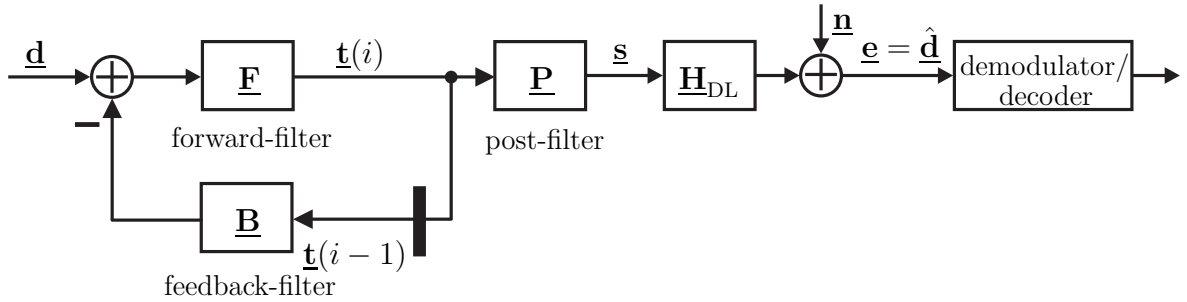 d
−
F
forward-filter
t(i)
B
t(i − 1)
feedback-filter
P
post-filter
s
H_DL
n
e = d̂
demodulator/
decoder